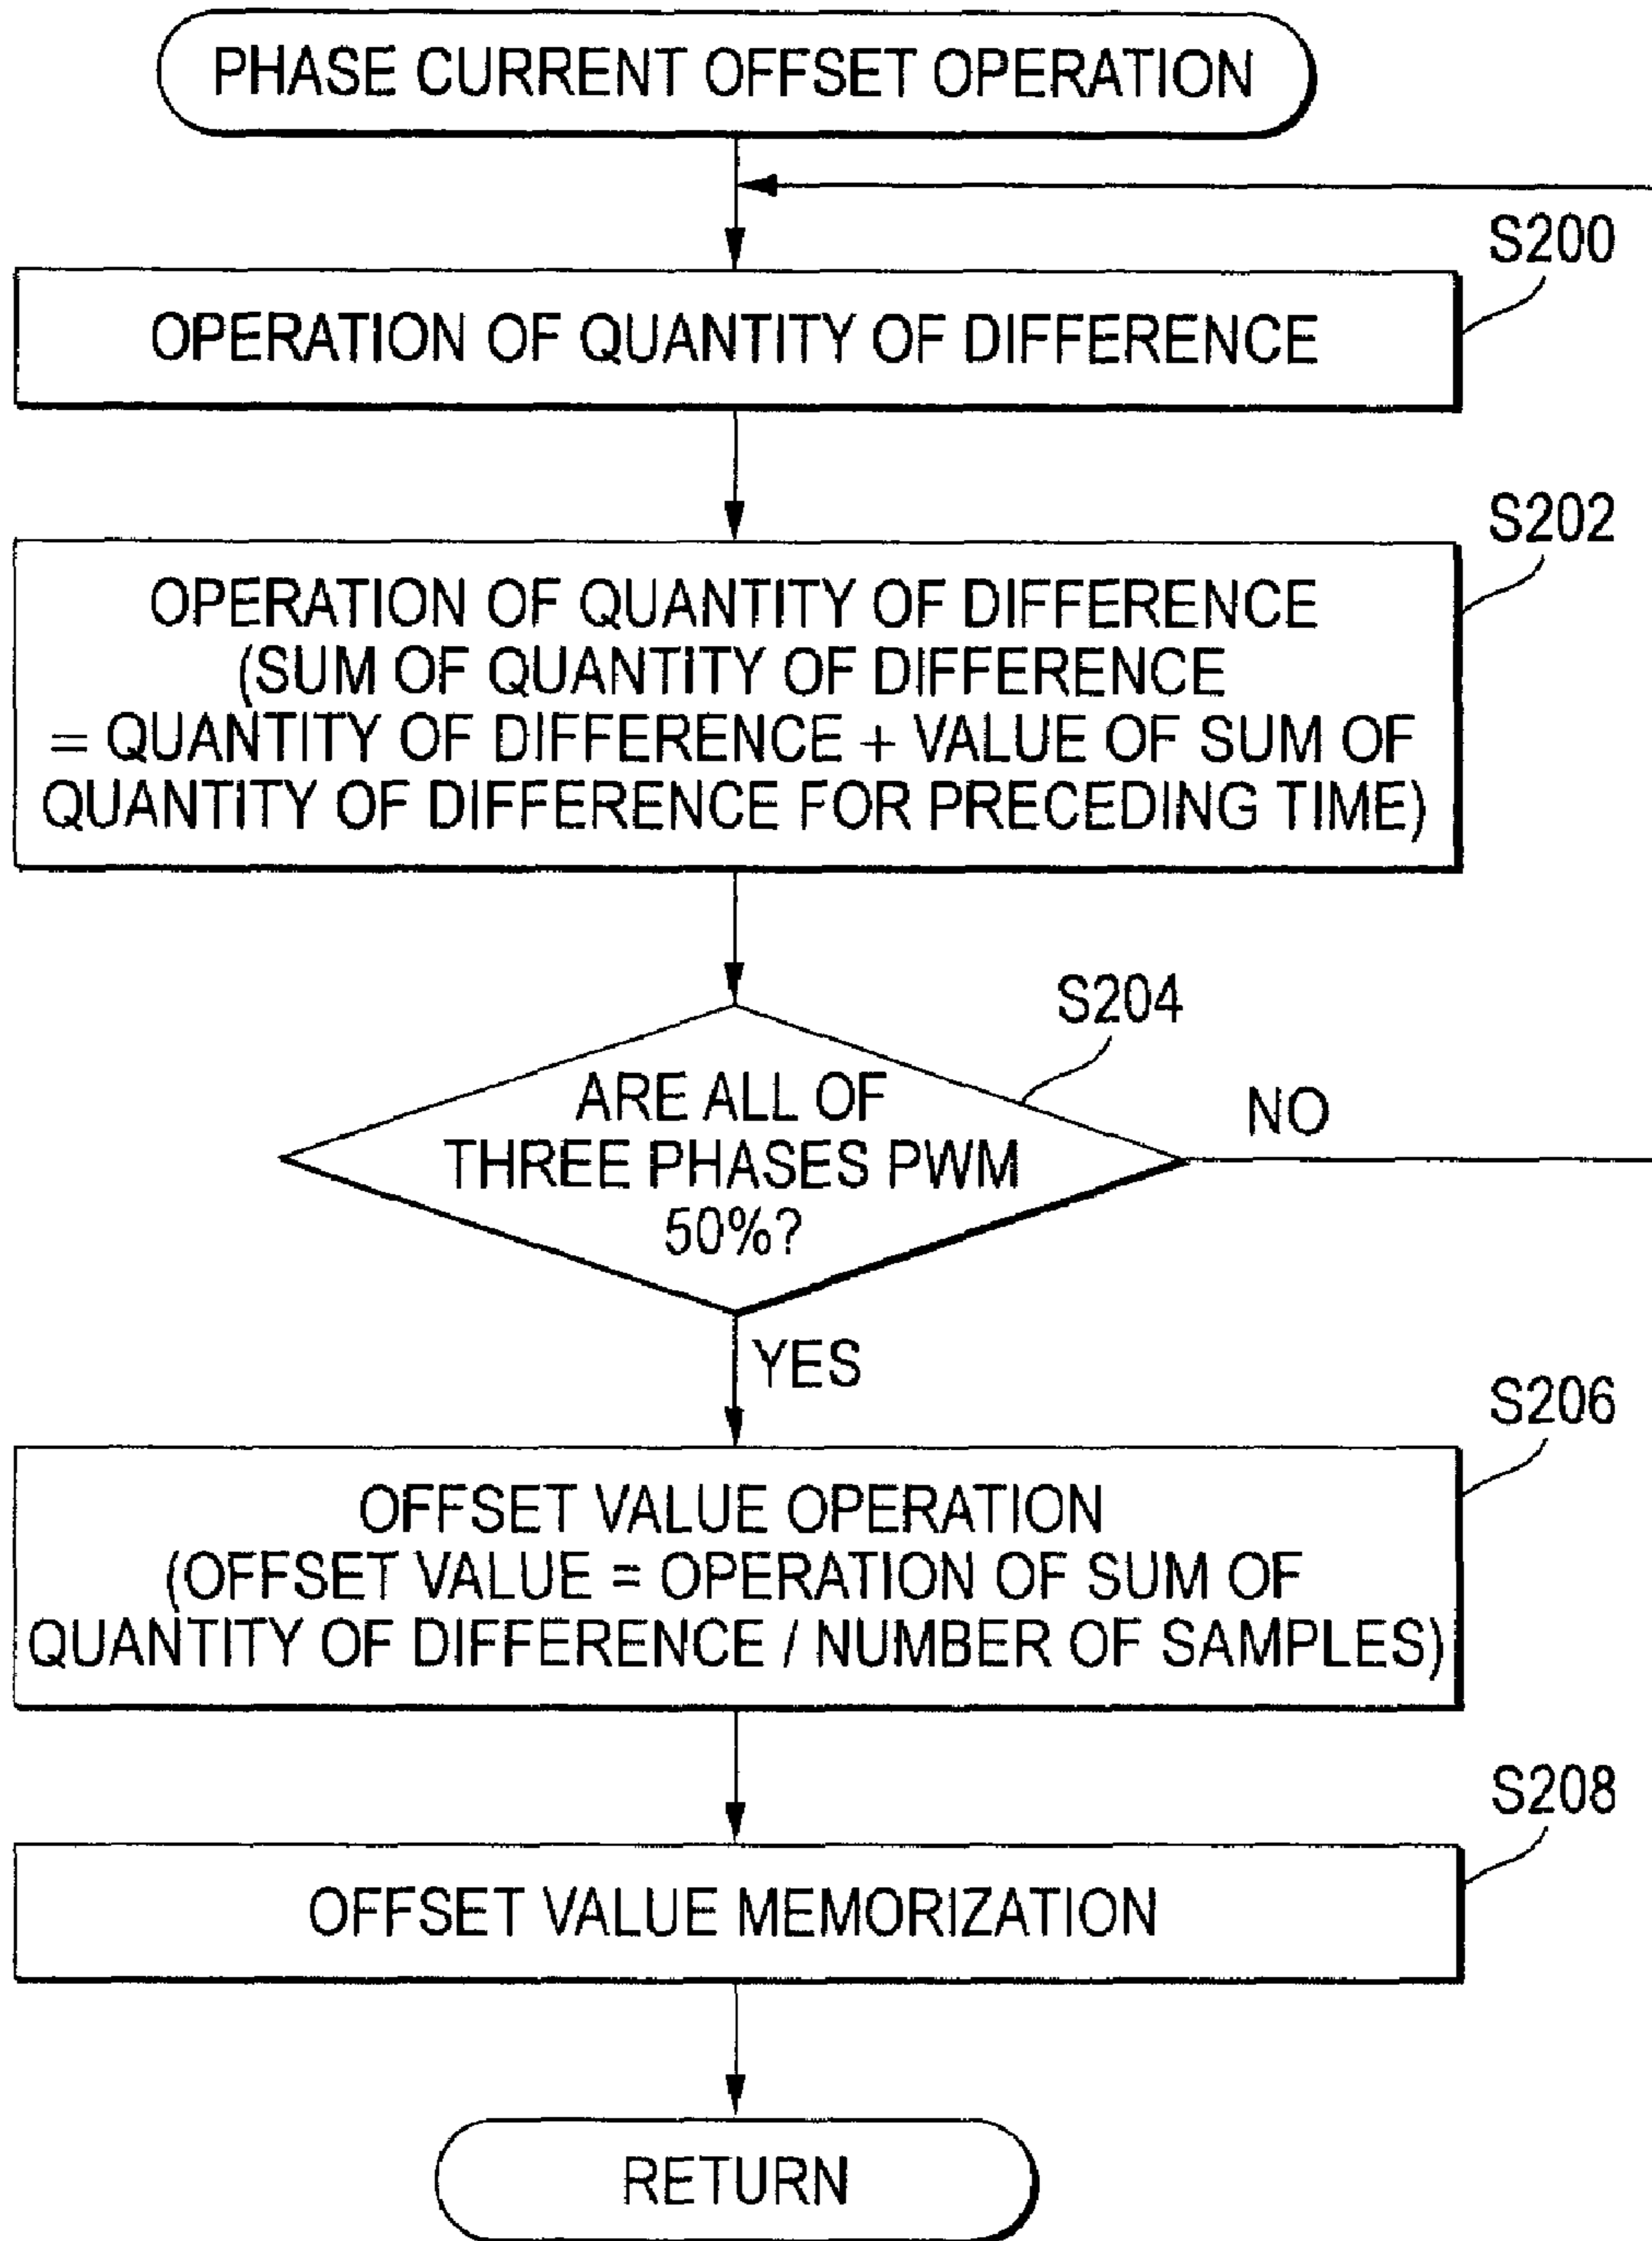 PHASE CURRENT OFFSET OPERATION
S200
OPERATION OF QUANTITY OF DIFFERENCE
S202
OPERATION OF QUANTITY OF DIFFERENCE
(SUM OF QUANTITY OF DIFFERENCE
= QUANTITY OF DIFFERENCE + VALUE OF SUM OF
QUANTITY OF DIFFERENCE FOR PRECEDING TIME)
S204
ARE ALL OF
THREE PHASES PWM
50%?
NO
YES
S206
OFFSET VALUE OPERATION
(OFFSET VALUE = OPERATION OF SUM OF
QUANTITY OF DIFFERENCE / NUMBER OF SAMPLES)
S208
OFFSET VALUE MEMORIZATION
RETURN